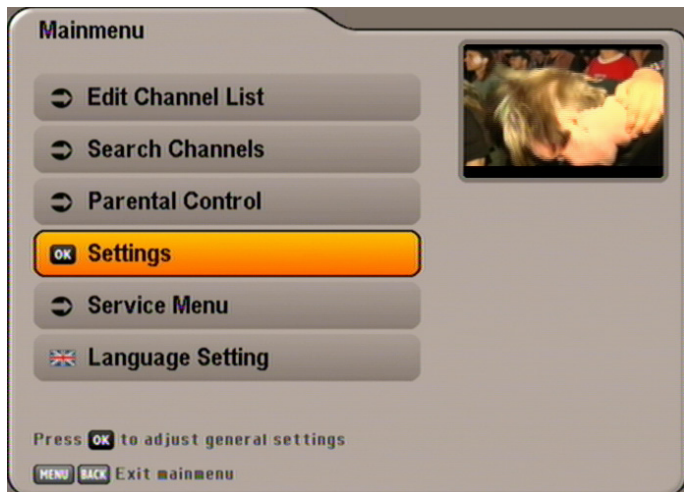 Mainmenu
Edit Channel List
Search Channels
Parental Control
OK Settings
Service Menu
Language Setting
Press OK to adjust general settings
MENU BACK Exit mainmenu